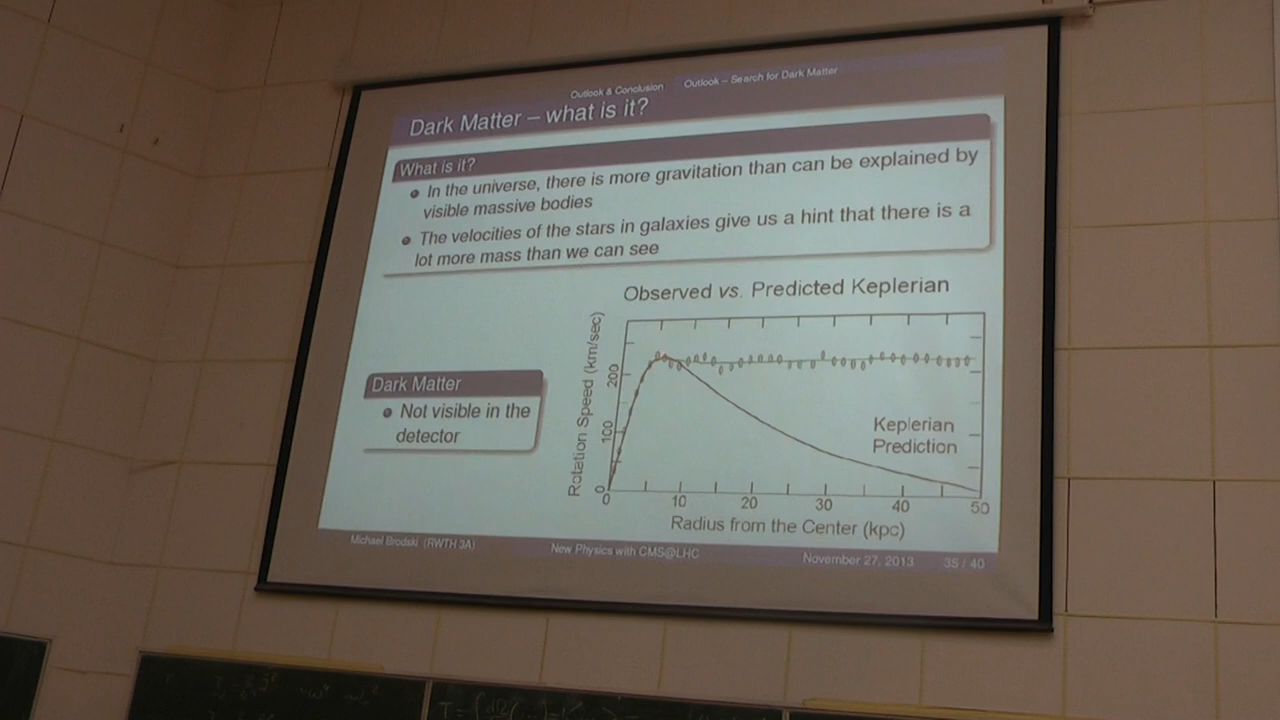 Outlook & Conclusion Outlook – Search for Dark Matter
Dark Matter – what is it?
What is it?
In the universe, there is more gravitation than can be explained by
visible massive bodies
The velocities of the stars in galaxies give us a hint that there is a
lot more mass than we can see
Observed vs. Predicted Keplerian
Dark Matter
Not visible in the
detector
Rotation Speed (km/sec)
200
100
0
Keplerian
Prediction
0 10 20 30 40 50
Radius from the Center (kpc)
Michael Brodski (RWTH 3A) New Physics with CMS@LHC November 27, 2013 35 / 40